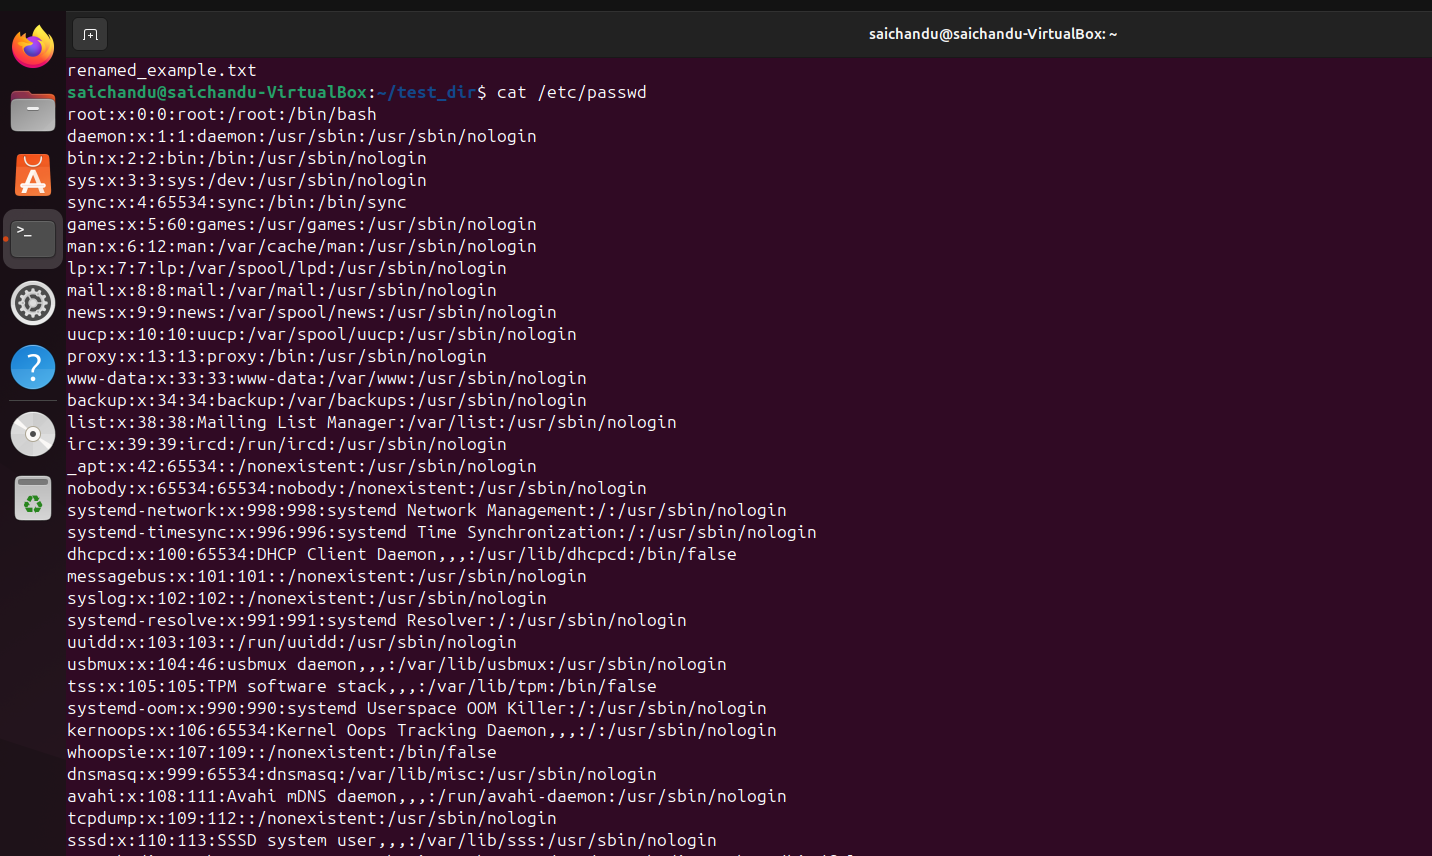 saichandu@saichandu-VirtualBox: ~
renamed_example.txt
saichandu@saichandu-VirtualBox:~/test_dir$ cat /etc/passwd
root:x:0:0:root:/root:/bin/bash
daemon:x:1:1:daemon:/usr/sbin:/usr/sbin/nologin
bin:x:2:2:bin:/bin:/usr/sbin/nologin
sys:x:3:3:sys:/dev:/usr/sbin/nologin
sync:x:4:65534:sync:/bin:/bin/sync
games:x:5:60:games:/usr/games:/usr/sbin/nologin
man:x:6:12:man:/var/cache/man:/usr/sbin/nologin
lp:x:7:7:lp:/var/spool/lpd:/usr/sbin/nologin
mail:x:8:8:mail:/var/mail:/usr/sbin/nologin
news:x:9:9:news:/var/spool/news:/usr/sbin/nologin
uucp:x:10:10:uucp:/var/spool/uucp:/usr/sbin/nologin
proxy:x:13:13:proxy:/bin:/usr/sbin/nologin
www-data:x:33:33:www-data:/var/www:/usr/sbin/nologin
backup:x:34:34:backup:/var/backups:/usr/sbin/nologin
list:x:38:38:Mailing List Manager:/var/list:/usr/sbin/nologin
irc:x:39:39:ircd:/run/ircd:/usr/sbin/nologin
_apt:x:42:65534::/nonexistent:/usr/sbin/nologin
nobody:x:65534:65534:nobody:/nonexistent:/usr/sbin/nologin
systemd-network:x:998:998:systemd Network Management:/:/usr/sbin/nologin
systemd-timesync:x:996:996:systemd Time Synchronization:/:/usr/sbin/nologin
dhcpcd:x:100:65534:DHCP Client Daemon,,,:/usr/lib/dhcpcd:/bin/false
messagebus:x:101:101::/nonexistent:/usr/sbin/nologin
syslog:x:102:102::/nonexistent:/usr/sbin/nologin
systemd-resolve:x:991:991:systemd Resolver:/:/usr/sbin/nologin
uuidd:x:103:103::/run/uuidd:/usr/sbin/nologin
usbmux:x:104:46:usbmux daemon,,,:/var/lib/usbmux:/usr/sbin/nologin
tss:x:105:105:TPM software stack,,,:/var/lib/tpm:/bin/false
systemd-oom:x:990:990:systemd Userspace OOM Killer:/:/usr/sbin/nologin
kernoops:x:106:65534:Kernel Oops Tracking Daemon,,,:/:/usr/sbin/nologin
whoopsie:x:107:109::/nonexistent:/bin/false
dnsmasq:x:999:65534:dnsmasq:/var/lib/misc:/usr/sbin/nologin
avahi:x:108:111:Avahi mDNS daemon,,,:/run/avahi-daemon:/usr/sbin/nologin
tcpdump:x:109:112::/nonexistent:/usr/sbin/nologin
sssd:x:110:113:SSSD system user,,,:/var/lib/sss:/usr/sbin/nologin